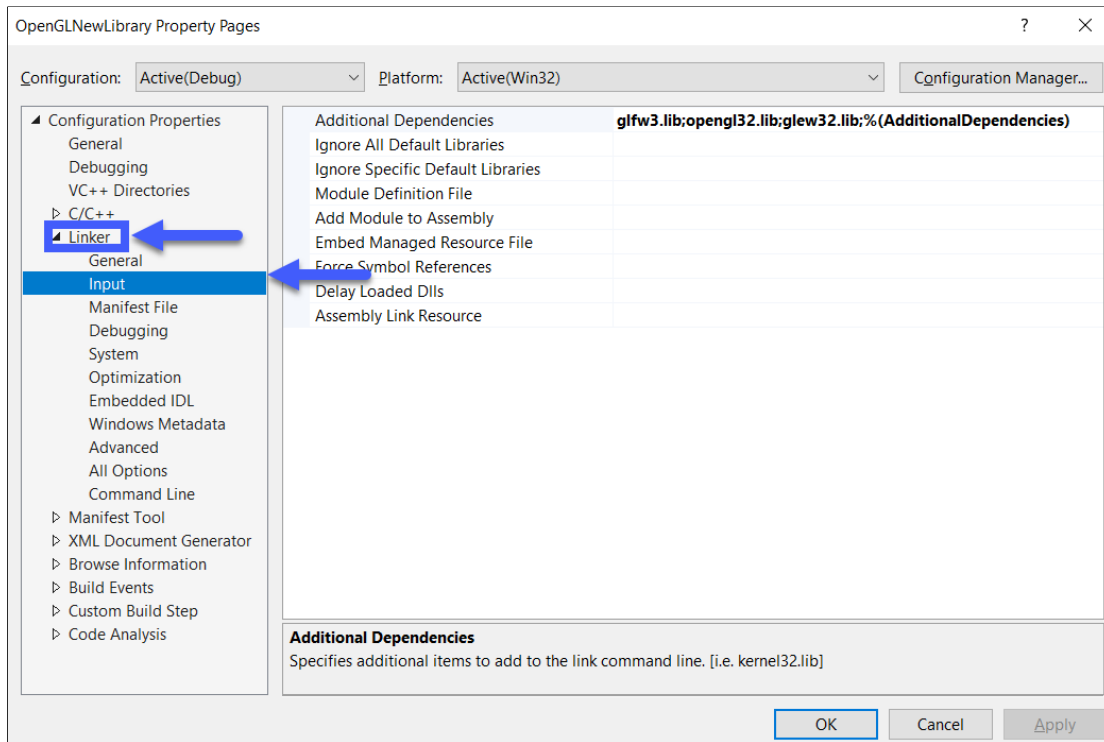 OpenGLNewLibrary Property Pages ?
Configuration: Active(Debug) Platform: Active(Win32) Configuration Manager...
Configuration Properties
General
Debugging
VC++ Directories
C/C++
Linker
General
Input
Manifest File
Debugging
System
Optimization
Embedded IDL
Windows Metadata
Advanced
All Options
Command Line
Manifest Tool
XML Document Generator
Browse Information
Build Events
Custom Build Step
Code Analysis
Additional Dependencies glfw3.lib;opengl32.lib;glew32.lib;%(AdditionalDependencies)
Ignore All Default Libraries
Ignore Specific Default Libraries
Module Definition File
Add Module to Assembly
Embed Managed Resource File
Force Symbol References
Delay Loaded Dlls
Assembly Link Resource
Additional Dependencies
Specifies additional items to add to the link command line. [i.e. kernel32.lib]
OK Cancel Apply